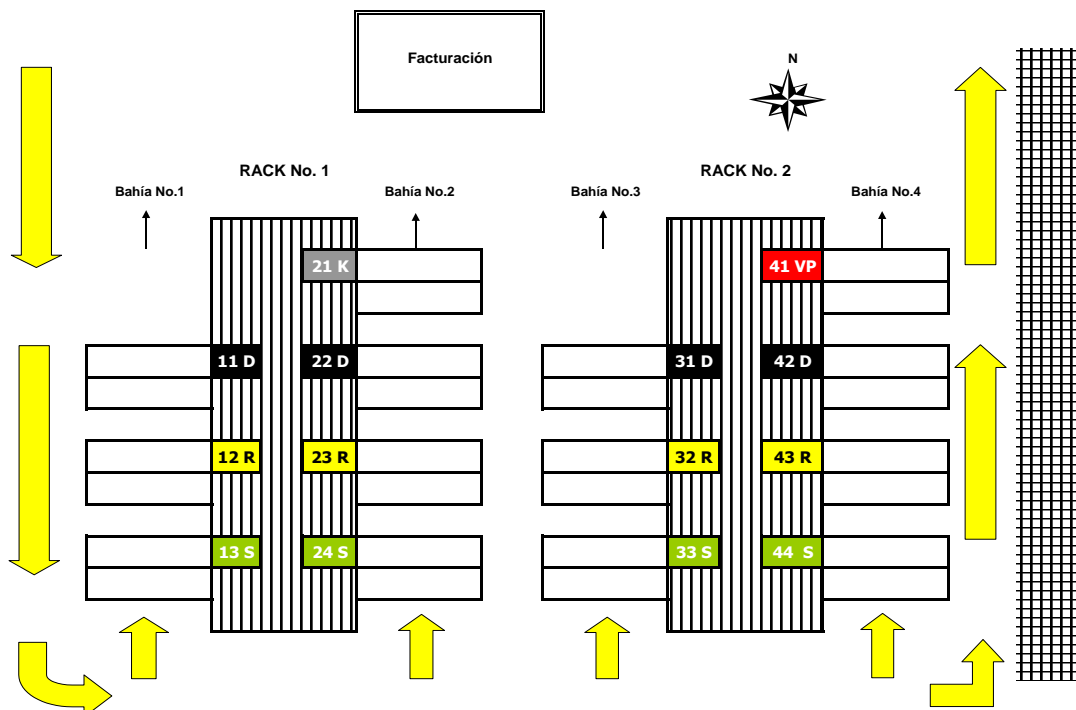 Facturación
N
RACK No. 1
RACK No. 2
Bahía No.1
Bahía No.2
Bahía No.3
Bahía No.4
21 K
41 VP
11 D
22 D
31 D
42 D
12 R
23 R
32 R
43 R
13 S
24 S
33 S
44 S